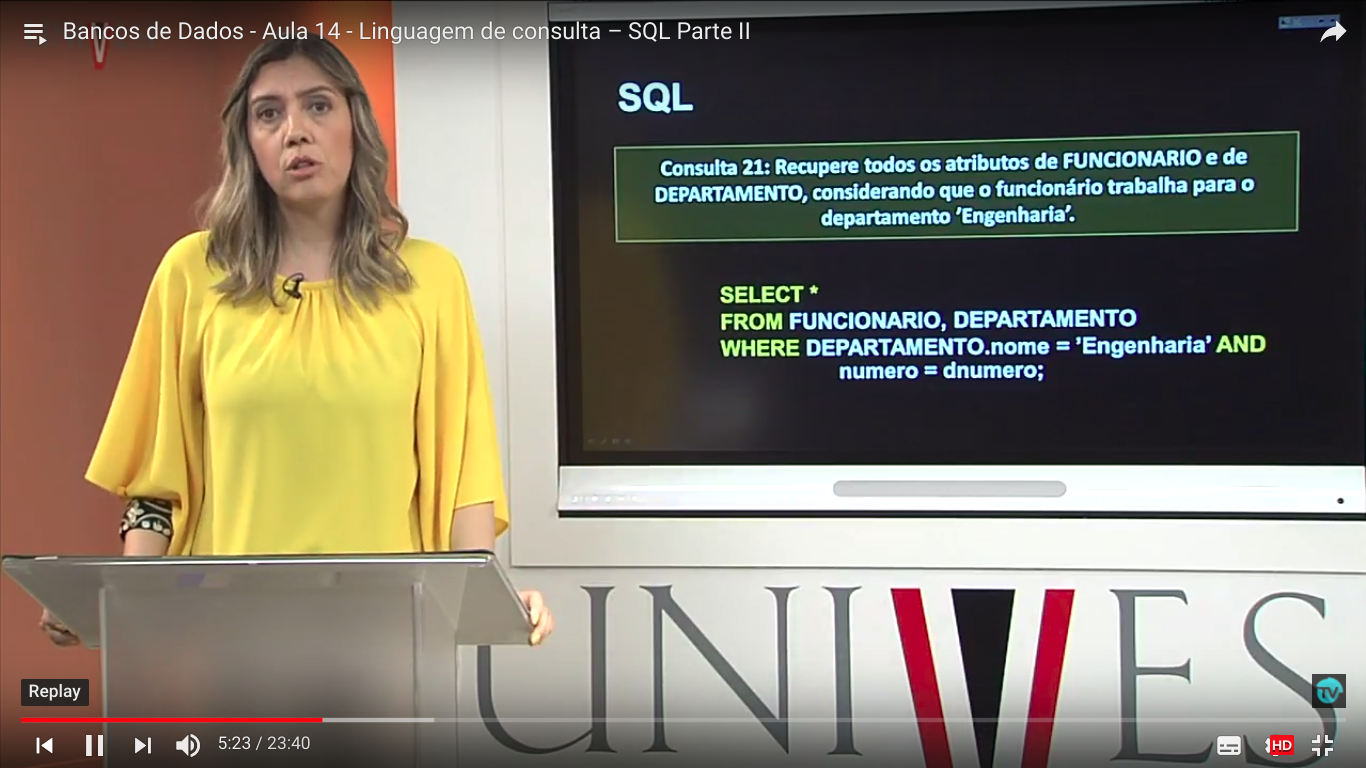 Bancos de Dados - Aula 14 - Linguagem de consulta – SQL Parte II
SQL
Consulta 21: Recupere todos os atributos de FUNCIONARIO e de
DEPARTAMENTO, considerando que o funcionário trabalha para o
departamento ’Engenharia’.
SELECT *
FROM FUNCIONARIO, DEPARTAMENTO
WHERE DEPARTAMENTO.nome = ’Engenharia’ AND
numero = dnumero;
UNIVES
TV
Replay
5:23 / 23:40
HD